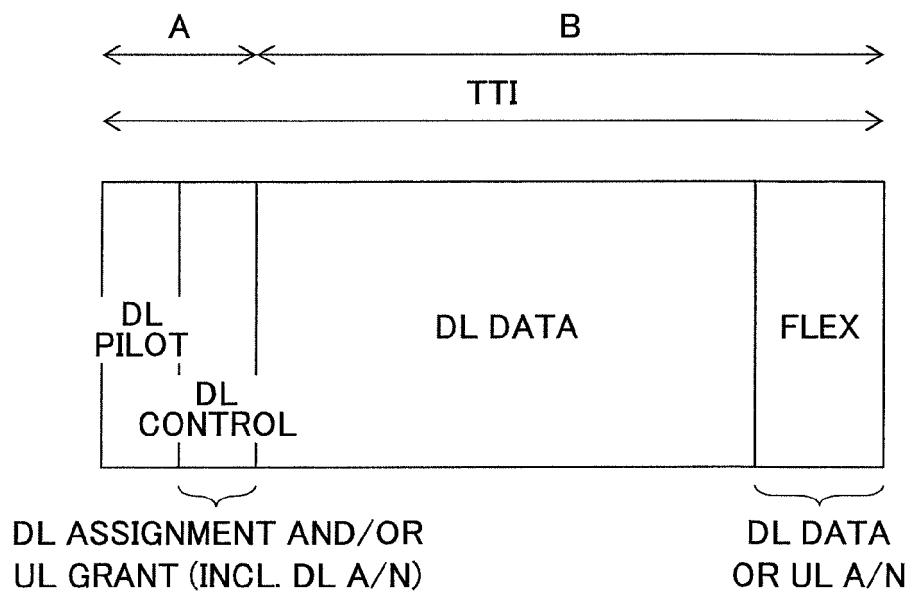 A
B
TTI
DL
PILOT
DL
CONTROL
DL DATA
FLEX
DL ASSIGNMENT AND/OR
UL GRANT (INCL. DL A/N)
DL DATA
OR UL A/N